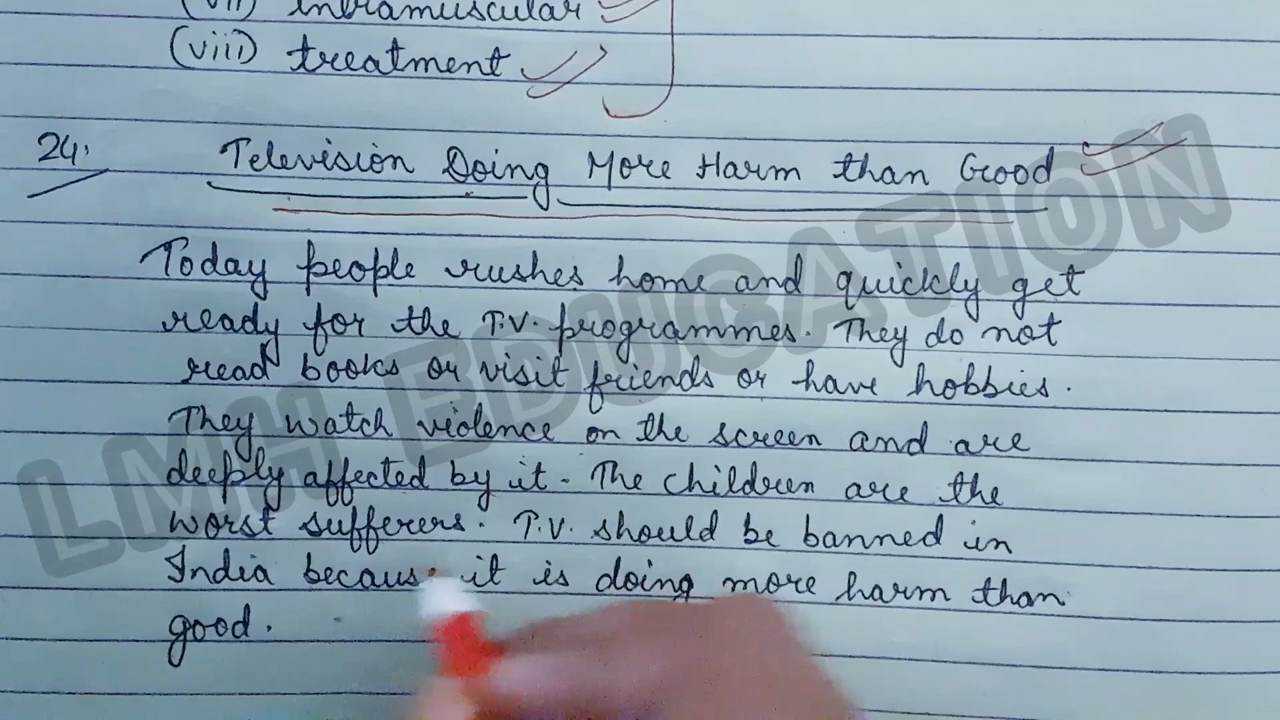 (vii) intramuscular
(viii) treatment
24. Television Doing More Harm than Good
Today people rushes home and quickly get
ready for the T.V. programmes. They do not
read books or visit friends or have hobbies.
They watch violence on the screen and are
deeply affected by it. The children are the
worst sufferers. T.V. should be banned in
India because it is doing more harm than
good.
LMH EDUCATION